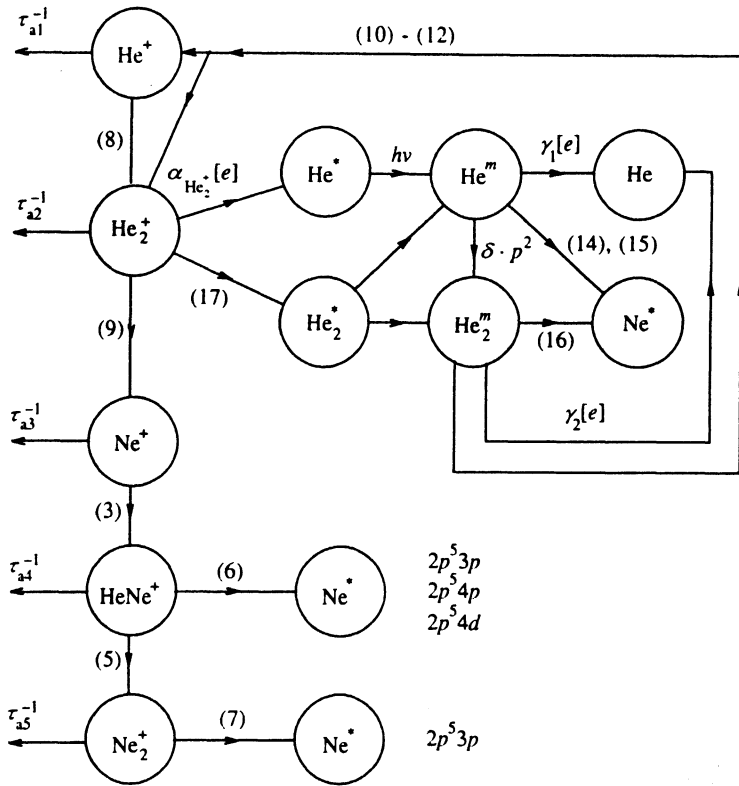 τ_a1^-1
He^+
(10) - (12)
(8)
α_He_2^+[e]
He^*
hν
He^m
γ_1[e]
He
τ_a2^-1
He_2^+
(17)
δ · p^2
(14), (15)
He_2^*
He_2^m
(16)
Ne^*
(9)
γ_2[e]
τ_a3^-1
Ne^+
(3)
τ_a4^-1
HeNe^+
(6)
Ne^*
2p^5 3p
2p^5 4p
2p^5 4d
(5)
τ_a5^-1
Ne_2^+
(7)
Ne^*
2p^5 3p